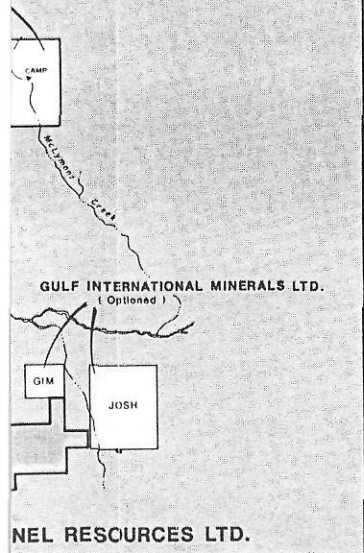 CAMP
McLymont
Creek
GULF INTERNATIONAL MINERALS LTD.
( Optioned )
GIM
JOSH
NEL RESOURCES LTD.